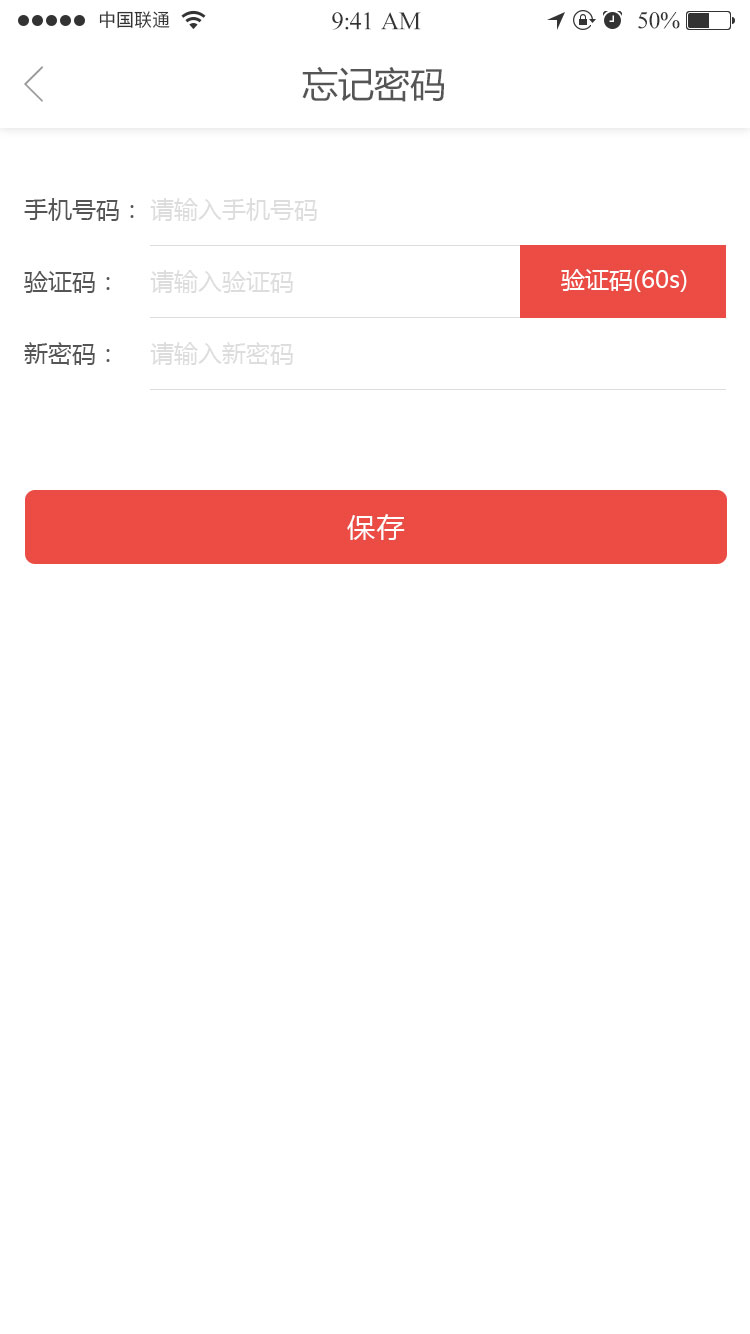 中国联通 9:41 AM 50%
忘记密码
手机号码： 请输入手机号码
验证码： 请输入验证码 验证码(60s)
新密码： 请输入新密码
保存